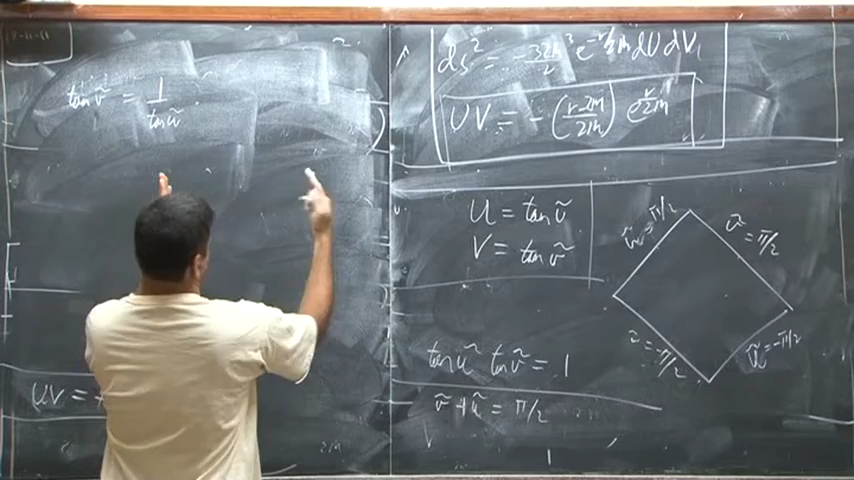 tan ṽ = 1 / tan ũ
UV =
ds² = - 32m³ / r e^(-r/2m) dU dV,
UV = - ((r-2m) / 2m) e^(r/2m)
U = tan ũ
V = tan ṽ
ũ = π/2
ṽ = π/2
ṽ = -π/2
ũ = -π/2
tan ũ tan ṽ = 1
ṽ + ũ = π/2